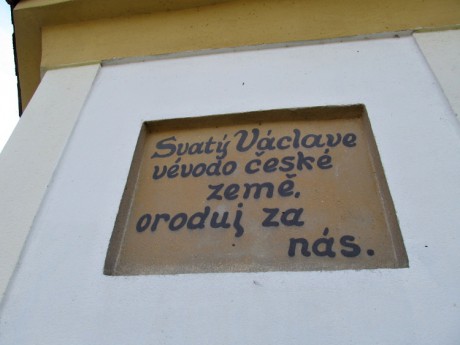 Svatý Václave
vévodo české
země,
oroduj za
nás.